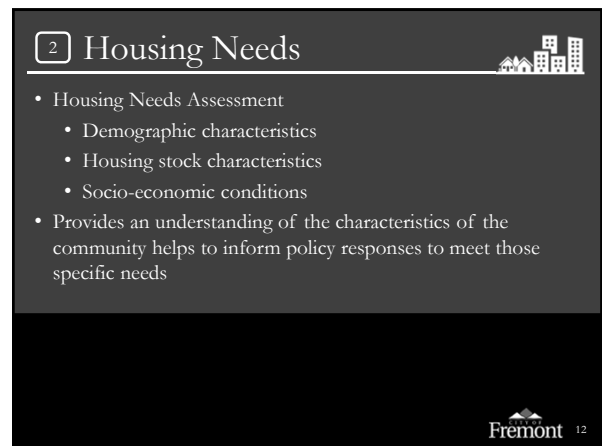 2 Housing Needs
• Housing Needs Assessment
• Demographic characteristics
• Housing stock characteristics
• Socio-economic conditions
• Provides an understanding of the characteristics of the
community helps to inform policy responses to meet those
specific needs
CITY OF
Fremont 12